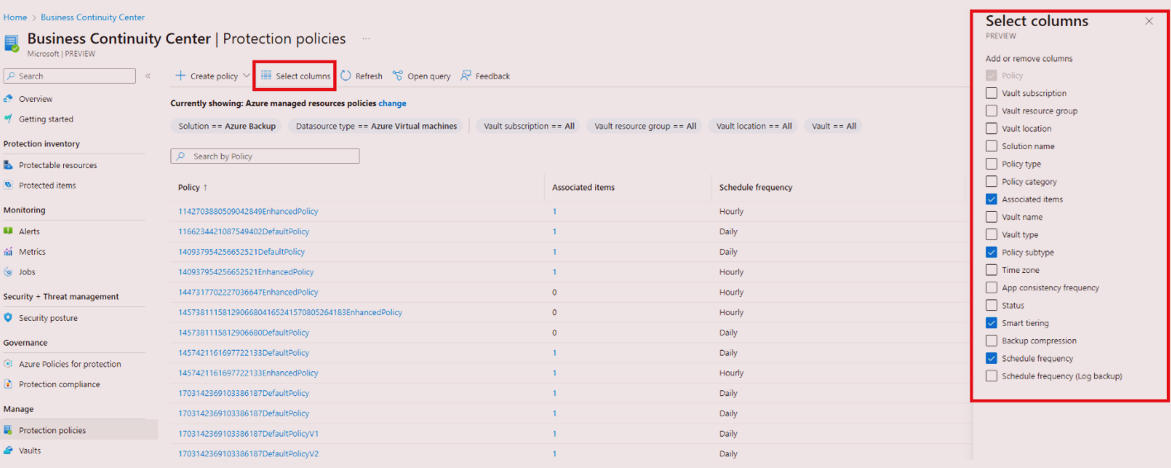 Home > Business Continuity Center
Business Continuity Center | Protection policies ...
Microsoft | PREVIEW
Search «
Overview
Getting started
Protection inventory
Protectable resources
Protected items
Monitoring
Alerts
Metrics
Jobs
Security + Threat management
Security posture
Governance
Azure Policies for protection
Protection compliance
Manage
Protection policies
Vaults
+ Create policy Select columns Refresh Open query Feedback
Currently showing: Azure managed resources policies change
Solution == Azure Backup Datasource type == Azure Virtual machines Vault subscription == All Vault resource group == All Vault location == All Vault == All
Search by Policy
Policy ↑ Associated items Schedule frequency
1142703880509042849EnhancedPolicy 1 Hourly
1166234421087549402DefaultPolicy 1 Daily
140937954256652521DefaultPolicy 1 Daily
140937954256652521EnhancedPolicy 1 Hourly
1447317702227036647EnhancedPolicy 0 Hourly
14573811158129066804165241570805264183EnhancedPolicy 0 Hourly
1457381115812906680DefaultPolicy 0 Daily
1457421161697722133DefaultPolicy 1 Daily
1457421161697722133EnhancedPolicy 1 Hourly
1703142369103386187DefaultPolicy 1 Daily
1703142369103386187DefaultPolicy 1 Daily
1703142369103386187DefaultPolicyV1 1 Daily
1703142369103386187DefaultPolicyV2 1 Daily
Select columns
PREVIEW
Add or remove columns
Policy
Vault subscription
Vault resource group
Vault location
Solution name
Policy type
Policy category
Associated items
Vault name
Vault type
Policy subtype
Time zone
App consistency frequency
Status
Smart tiering
Backup compression
Schedule frequency
Schedule frequency (Log backup)